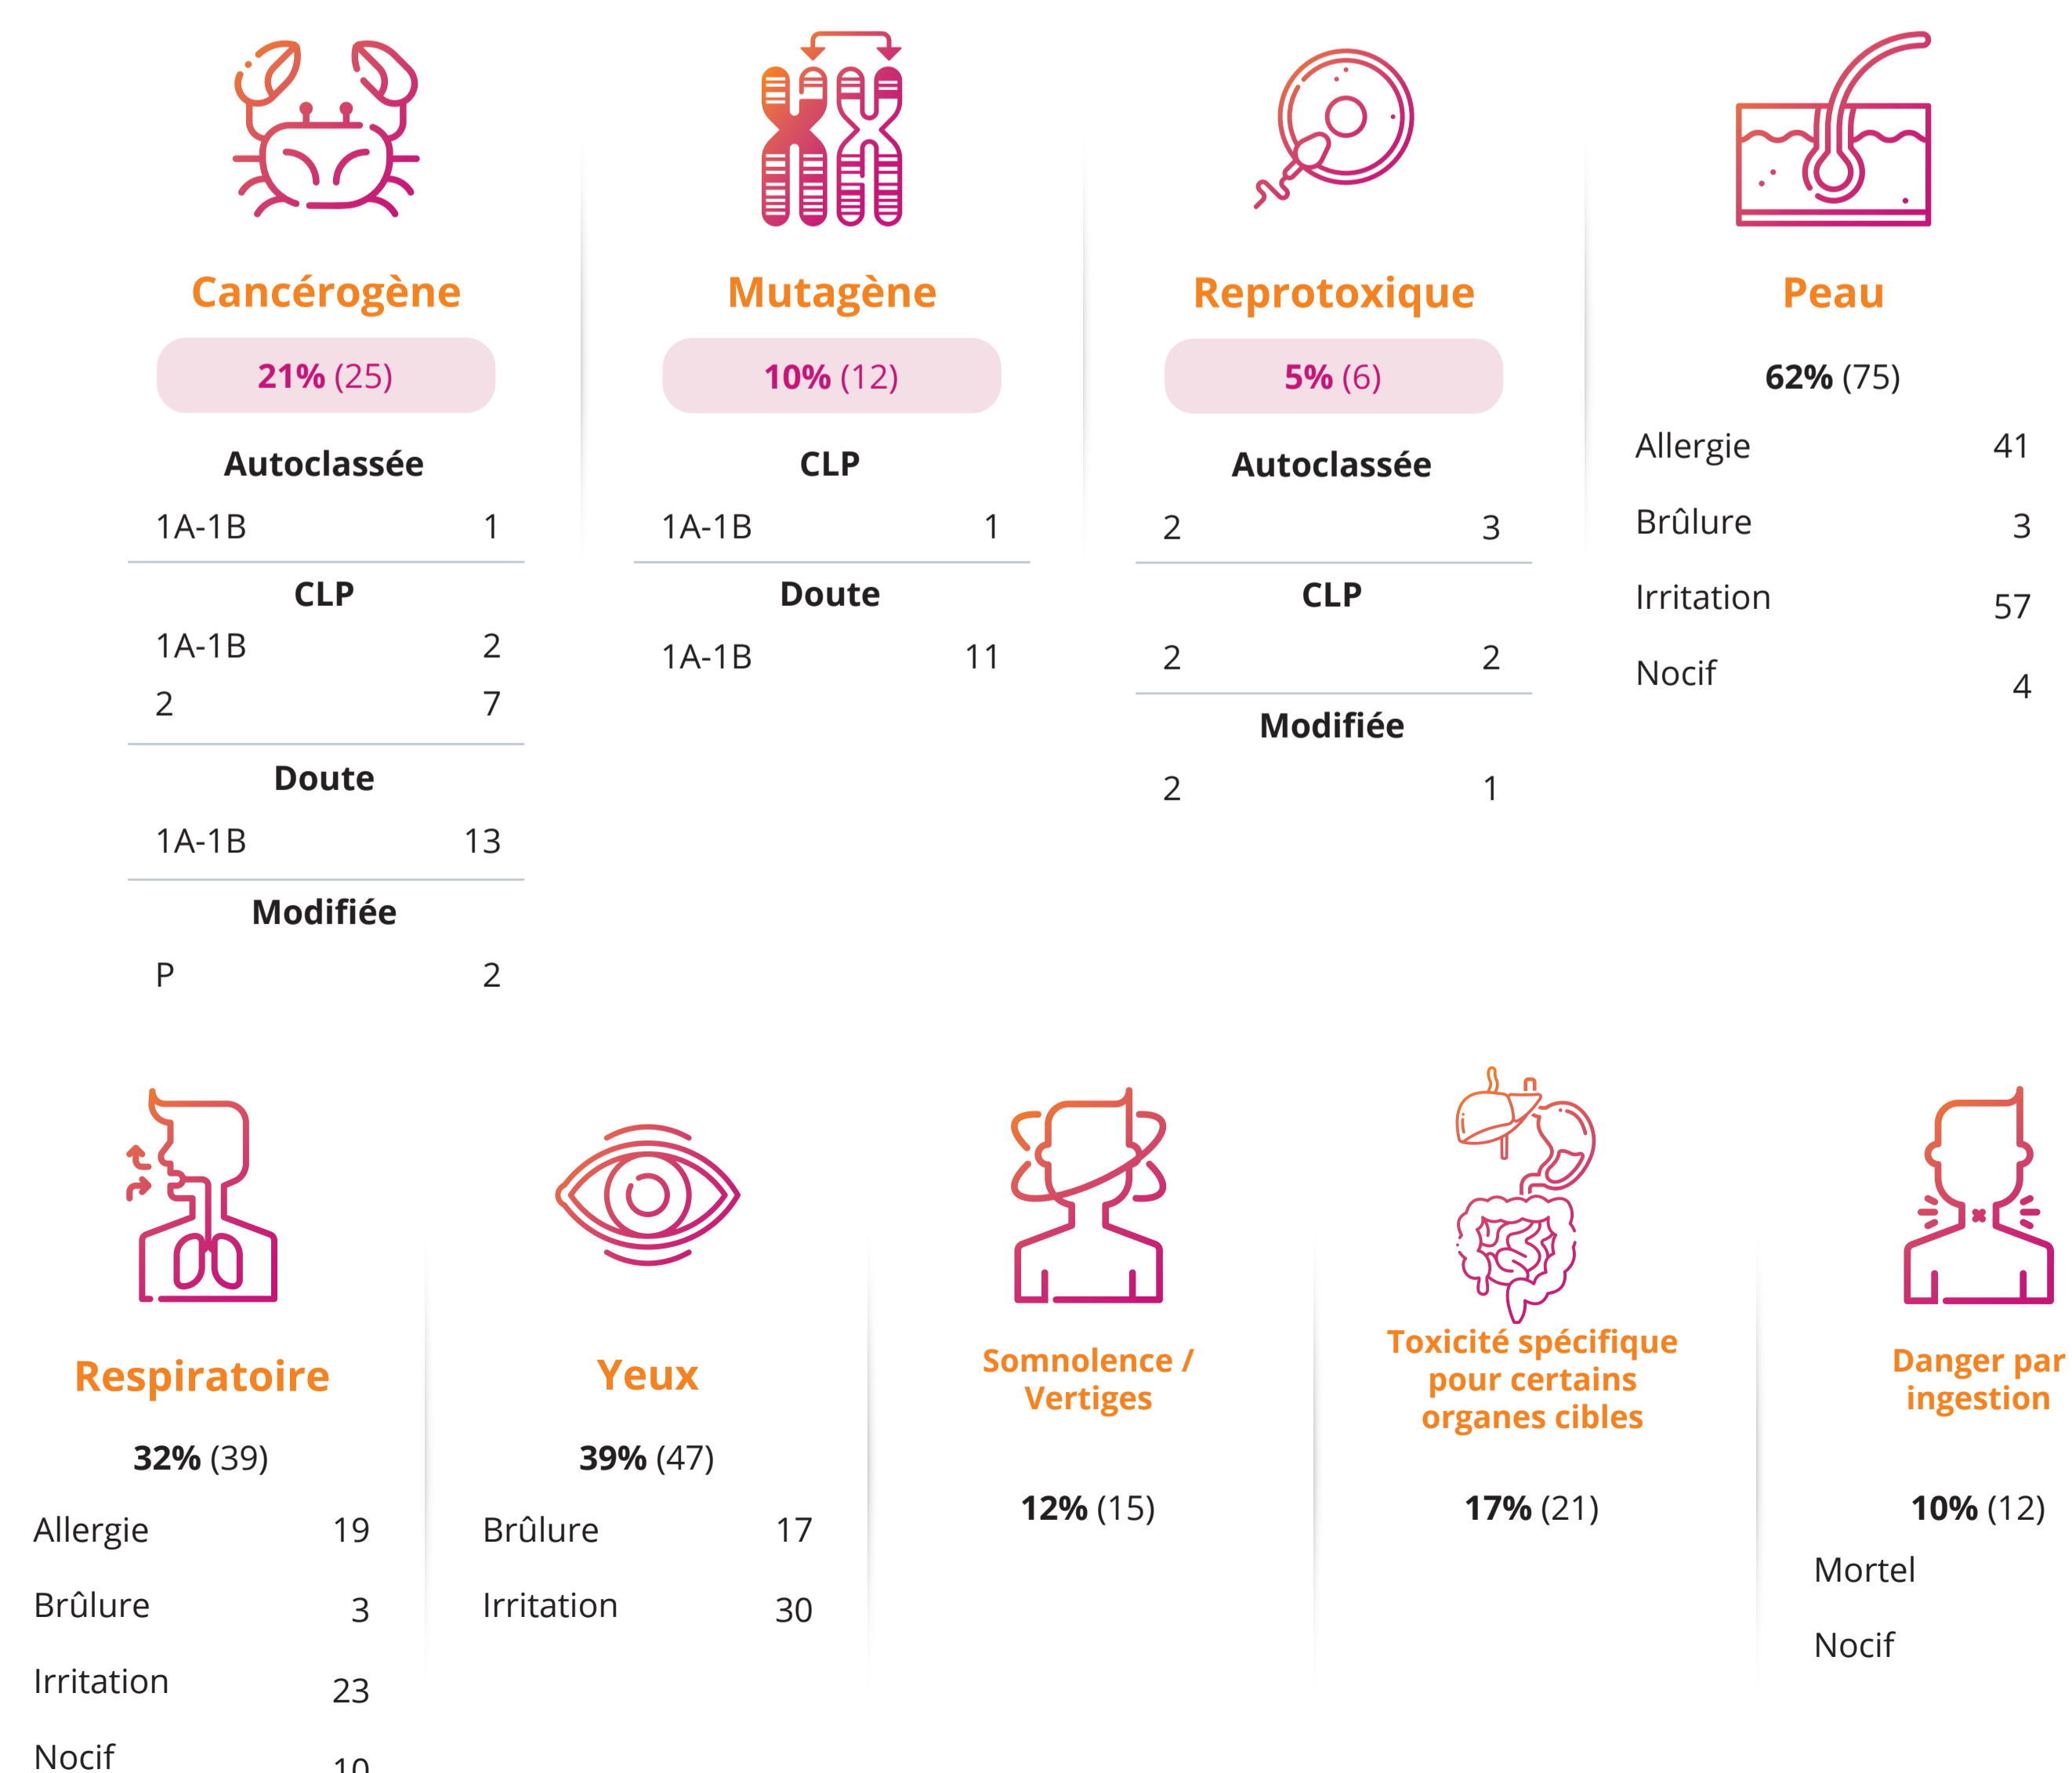 Cancérogène
21% (25)
Autoclassée
1A-1B 1
CLP
1A-1B 2
2 7
Doute
1A-1B 13
Modifiée
P 2
Mutagène
10% (12)
CLP
1A-1B 1
Doute
1A-1B 11
Reprotoxique
5% (6)
Autoclassée
2 3
CLP
2 2
Modifiée
2 1
Peau
62% (75)
Allergie 41
Brûlure 3
Irritation 57
Nocif 4
Respiratoire
32% (39)
Allergie 19
Brûlure 3
Irritation 23
Nocif 10
Yeux
39% (47)
Brûlure 17
Irritation 30
Somnolence /
Vertiges
12% (15)
Toxicité spécifique
pour certains
organes cibles
17% (21)
Danger par
ingestion
10% (12)
Mortel
Nocif